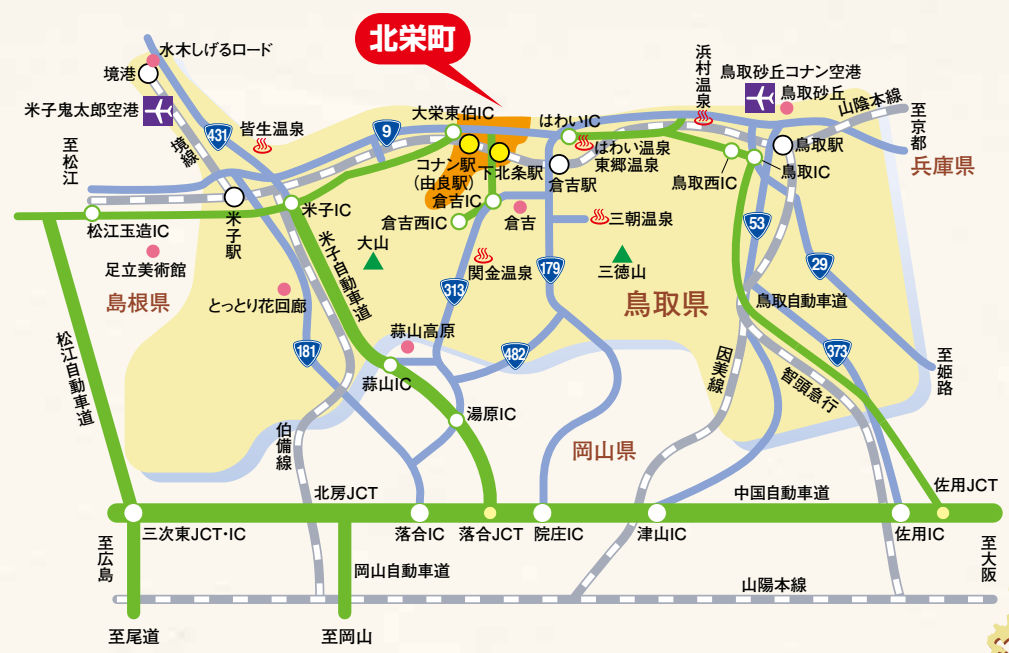 北栄町
水木しげるロード
境港
米子鬼太郎空港
境線
431
皆生温泉
9
大栄東伯IC
コナン駅
(由良駅)
下北条駅
はわいIC
はわい温泉
東郷温泉
倉吉駅
浜村温泉
鳥取砂丘コナン空港
鳥取砂丘
山陰本線
至京都
兵庫県
鳥取駅
鳥取IC
鳥取西IC
至松江
松江玉造IC
足立美術館
島根県
米子駅
米子IC
米子自動車道
大山
倉吉IC
倉吉西IC
倉吉
関金温泉
三朝温泉
三徳山
鳥取県
53
29
鳥取自動車道
とっとり花回廊
313
179
181
482
373
蒜山高原
蒜山IC
湯原IC
松江自動車道
伯備線
因美線
智頭急行
至姫路
岡山県
北房JCT
中国自動車道
佐用JCT
三次東JCT・IC
落合IC
落合JCT
院庄IC
津山IC
佐用IC
至広島
至大阪
岡山自動車道
山陽本線
至尾道
至岡山